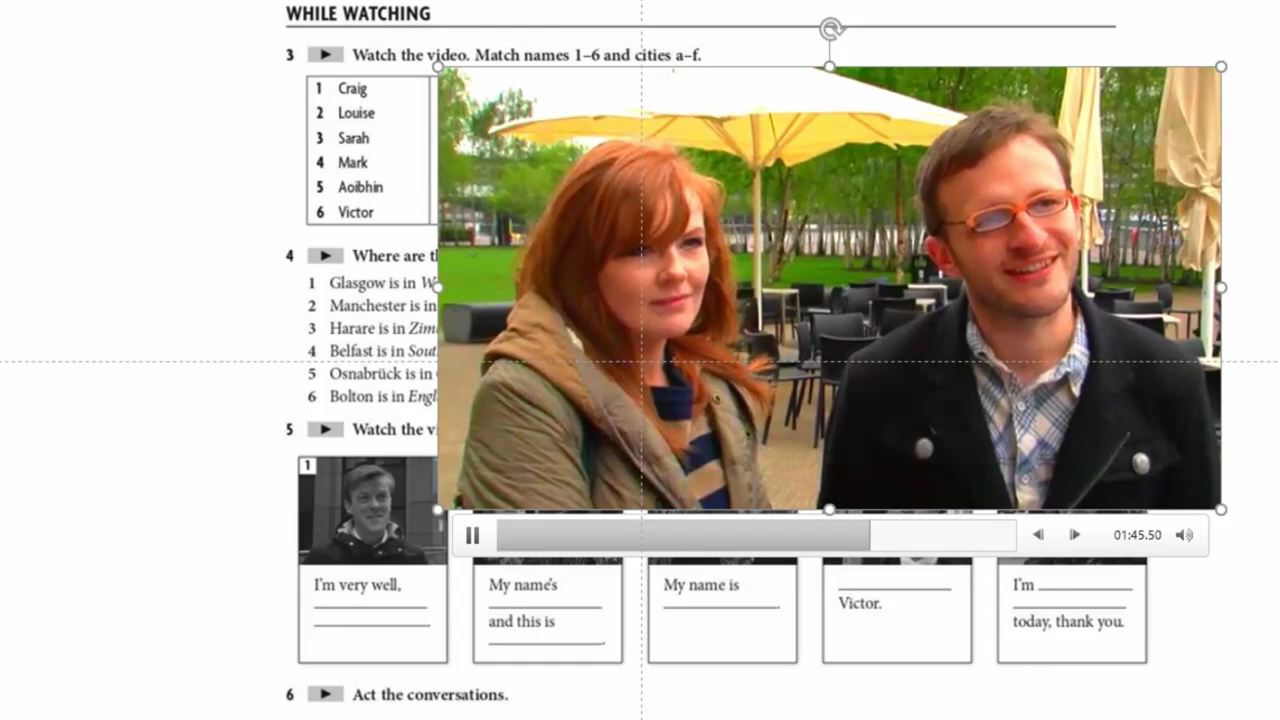 WHILE WATCHING
3 Watch the video. Match names 1–6 and cities a–f.
1 Craig
2 Louise
3 Sarah
4 Mark
5 Aoibhin
6 Victor
4 Where are
1 Glasgow is in
2 Manchester is in
3 Harare is in
4 Belfast is in
5 Osnabrück is in
6 Bolton is in
5 Watch the
1
01:45.50
I'm very well,
My name's
and this is
.
My name is
.
Victor.
I'm
today, thank you.
6 Act the conversations.